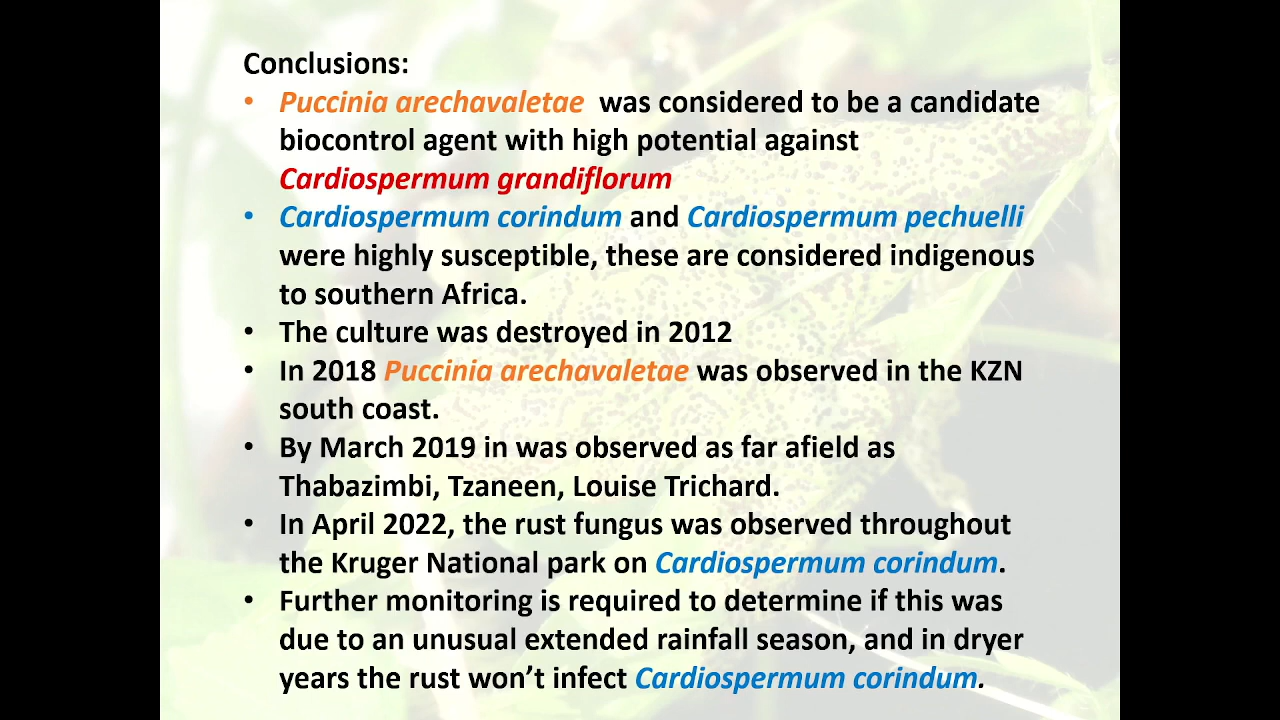 Conclusions:
• Puccinia arechavaletae was considered to be a candidate
biocontrol agent with high potential against
Cardiospermum grandiflorum
• Cardiospermum corindum and Cardiospermum pechuelli
were highly susceptible, these are considered indigenous
to southern Africa.
• The culture was destroyed in 2012
• In 2018 Puccinia arechavaletae was observed in the KZN
south coast.
• By March 2019 in was observed as far afield as
Thabazimbi, Tzaneen, Louise Trichard.
• In April 2022, the rust fungus was observed throughout
the Kruger National park on Cardiospermum corindum.
• Further monitoring is required to determine if this was
due to an unusual extended rainfall season, and in dryer
years the rust won’t infect Cardiospermum corindum.